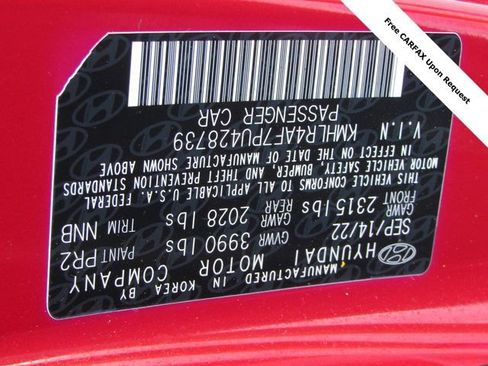 MANUFACTURED IN KOREA BY
HYUNDAI MOTOR COMPANY
SEP/14/22 GVWR 3990 lbs PAINT PR2
GAWR FRONT 2315 lbs GAWR REAR 2028 lbs TRIM NNB
THIS VEHICLE CONFORMS TO ALL APPLICABLE U.S.A. FEDERAL
MOTOR VEHICLE SAFETY, BUMPER, AND THEFT PREVENTION STANDARDS
IN EFFECT ON THE DATE OF MANUFACTURE SHOWN ABOVE
V.I.N KMHLR4AF7PU428739
PASSENGER CAR
Free CARFAX Upon Request